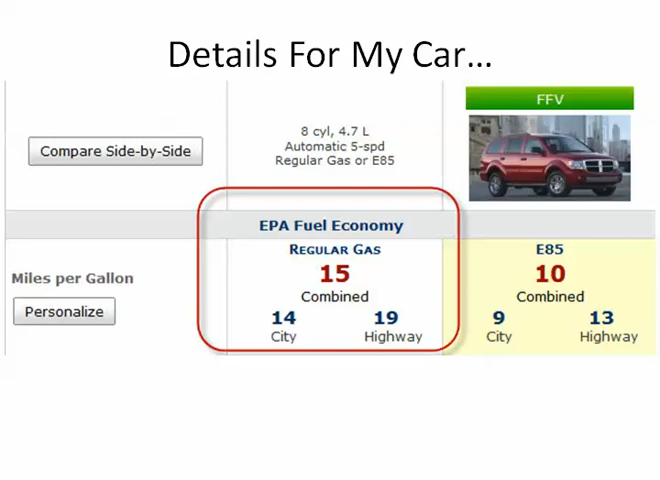 Details For My Car...
FFV
Compare Side-by-Side
8 cyl, 4.7 L
Automatic 5-spd
Regular Gas or E85
EPA Fuel Economy
Miles per Gallon
Personalize
REGULAR GAS
15
Combined
14 19
City Highway
E85
10
Combined
9 13
City Highway